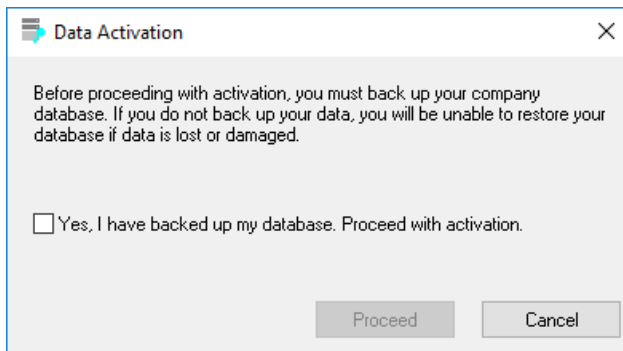 Data Activation
Before proceeding with activation, you must back up your company
database. If you do not back up your data, you will be unable to restore your
database if data is lost or damaged.
Yes, I have backed up my database. Proceed with activation.
Proceed
Cancel